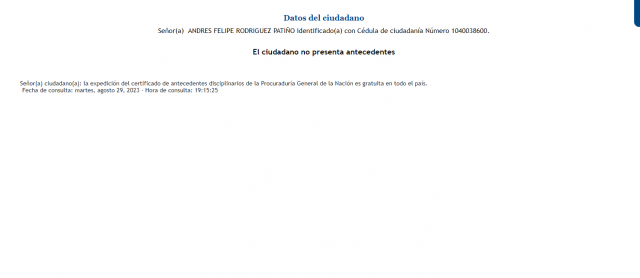 Datos del ciudadano
Señor(a) ANDRES FELIPE RODRIGUEZ PATIÑO identificado(a) con Cédula de ciudadanía Número 1040038600.
El ciudadano no presenta antecedentes
Señor(a) ciudadano(a): la expedición del certificado de antecedentes disciplinarios de la Procuraduría General de la Nación es gratuita en todo el país.
Fecha de consulta: martes, agosto 29, 2023 - Hora de consulta: 19:15:25